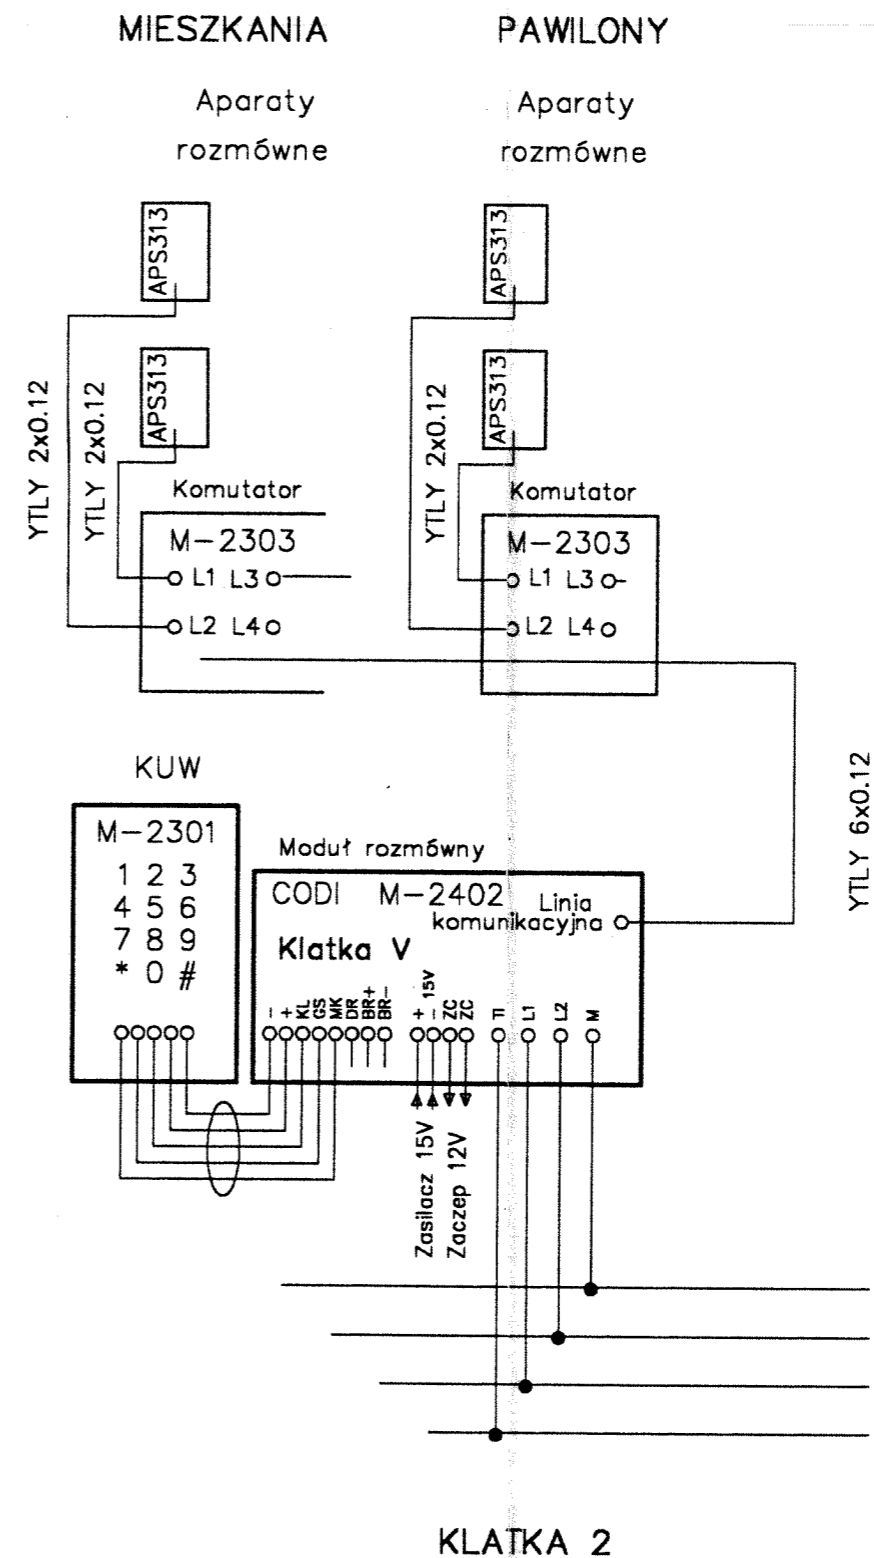 MIESZKANIA PAWILONY
Aparaty Aparaty
rozmówne rozmówne
APS313 APS313
APS313 APS313
YTLY 2x0.12 YTLY 2x0.12 YTLY 2x0.12
Komutator Komutator
M-2303 M-2303
L1 L3 L1 L3
L2 L4 L2 L4
YTLY 6x0.12
KUW
M-2301
1 2 3
4 5 6
7 8 9
* 0 #
Moduł rozmówny
CODI M-2402 Linia
komunikacyjna
Klatka V
- + KL GS MK DR BR+ BR- + - 15V ZC ZC TI L1 L2 M
Zasilacz 15V
Zaczep 12V
KLATKA 2